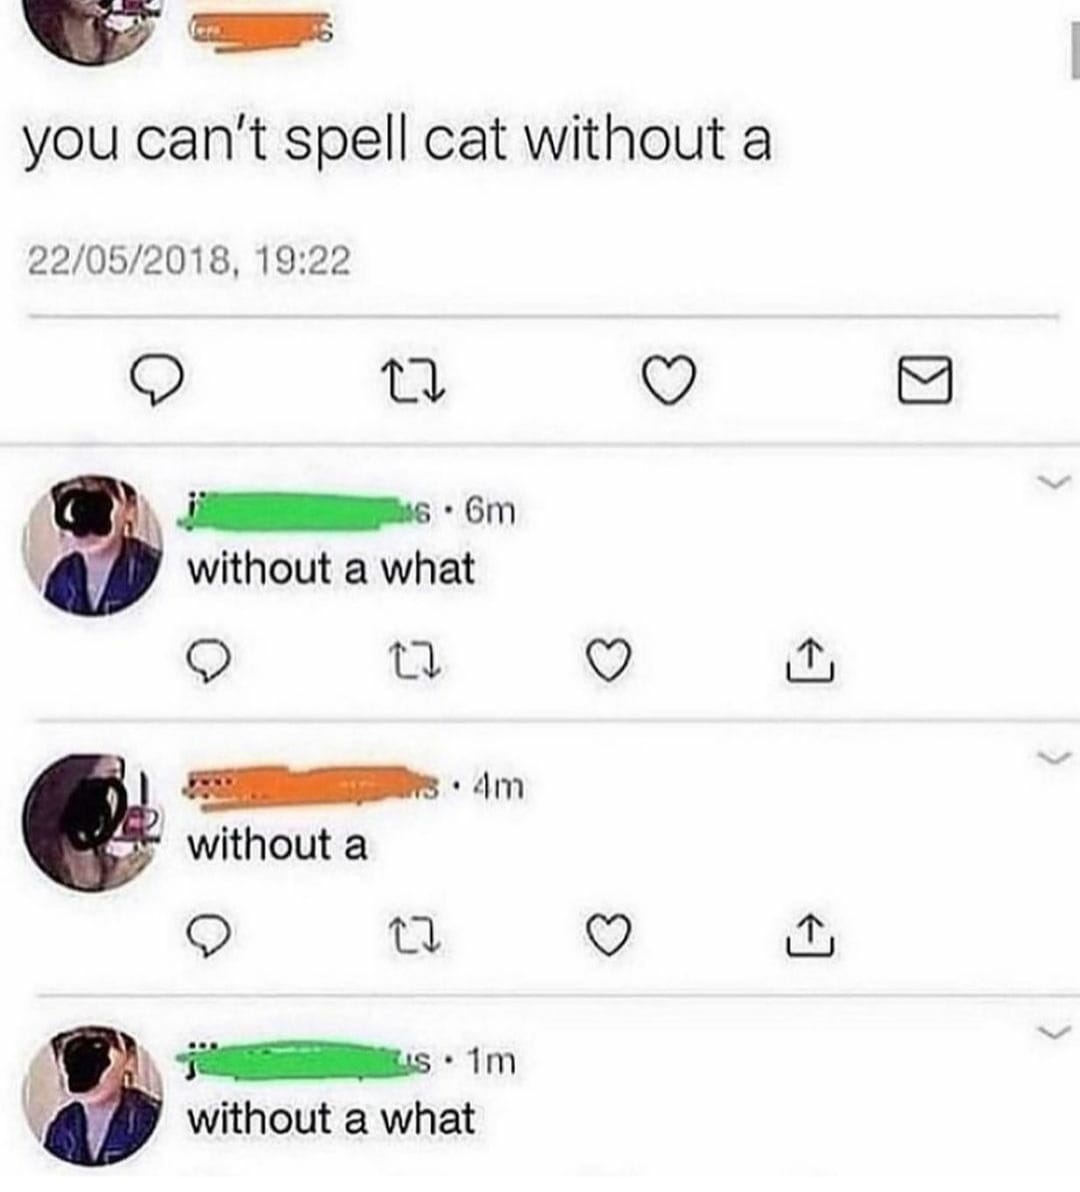 you can't spell cat without a
22/05/2018, 19:22
· 6m
without a what
· 4m
without a
· 1m
without a what